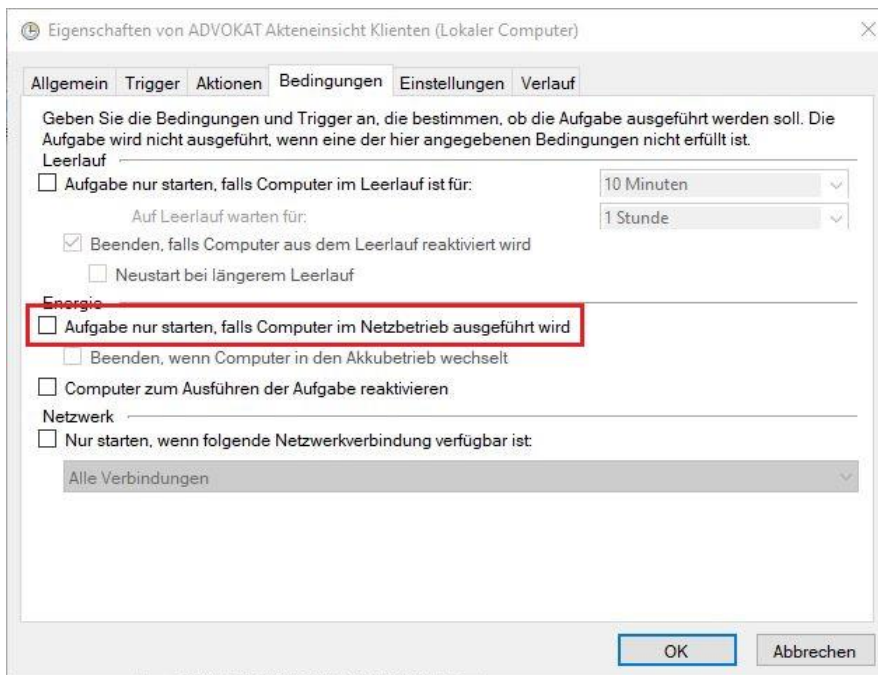 Eigenschaften von ADVOKAT Akteneinsicht Klienten (Lokaler Computer)
Allgemein Trigger Aktionen Bedingungen Einstellungen Verlauf
Geben Sie die Bedingungen und Trigger an, die bestimmen, ob die Aufgabe ausgeführt werden soll. Die
Aufgabe wird nicht ausgeführt, wenn eine der hier angegebenen Bedingungen nicht erfüllt ist.
Leerlauf
Aufgabe nur starten, falls Computer im Leerlauf ist für: 10 Minuten
Auf Leerlauf warten für: 1 Stunde
Beenden, falls Computer aus dem Leerlauf reaktiviert wird
Neustart bei längerem Leerlauf
Energie
Aufgabe nur starten, falls Computer im Netzbetrieb ausgeführt wird
Beenden, wenn Computer in den Akkubetrieb wechselt
Computer zum Ausführen der Aufgabe reaktivieren
Netzwerk
Nur starten, wenn folgende Netzwerkverbindung verfügbar ist:
Alle Verbindungen
OK Abbrechen